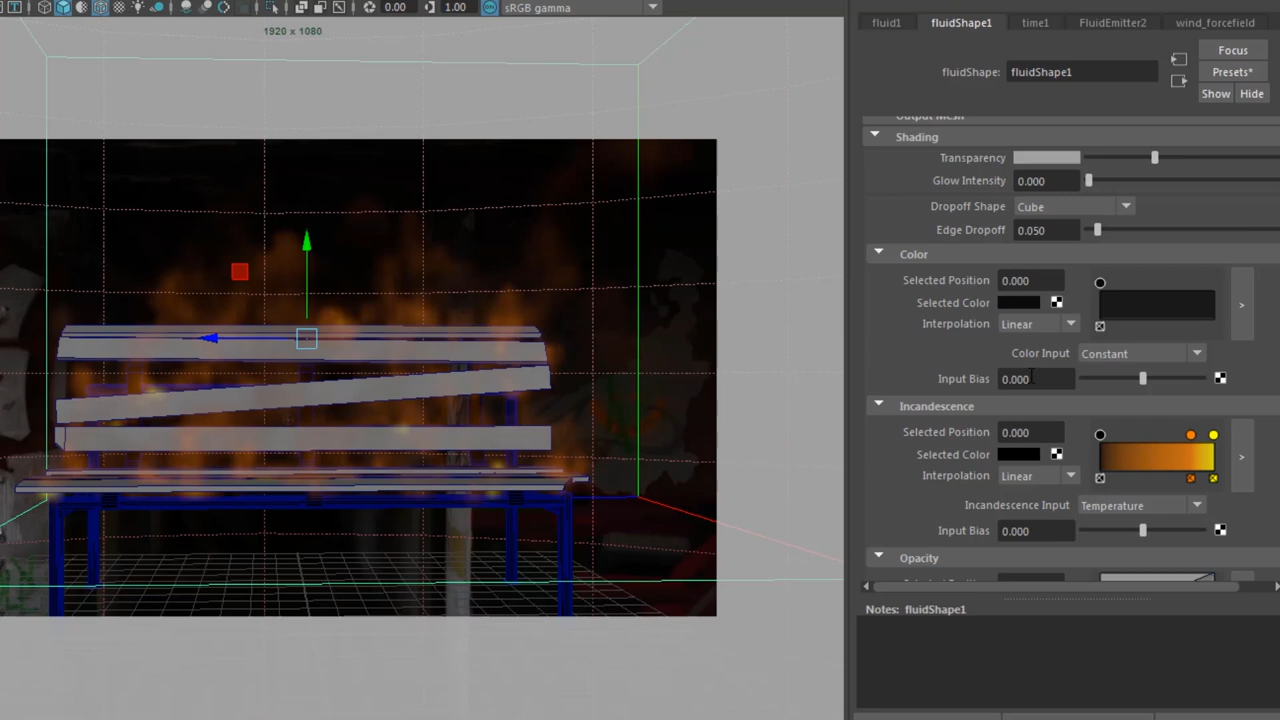 0.00 1.00 ON sRGB gamma
1920 x 1080
fluid1 fluidShape1 time1 FluidEmitter2 wind_forcefield
Focus
fluidShape: fluidShape1 Presets*
Show Hide
Output Mesh
Shading
Transparency
Glow Intensity 0.000
Dropoff Shape Cube
Edge Dropoff 0.050
Color
Selected Position 0.000
Selected Color
>
Interpolation Linear
Color Input Constant
Input Bias 0.000
Incandescence
Selected Position 0.000
Selected Color
>
Interpolation Linear
Incandescence Input Temperature
Input Bias 0.000
Opacity
Notes: fluidShape1